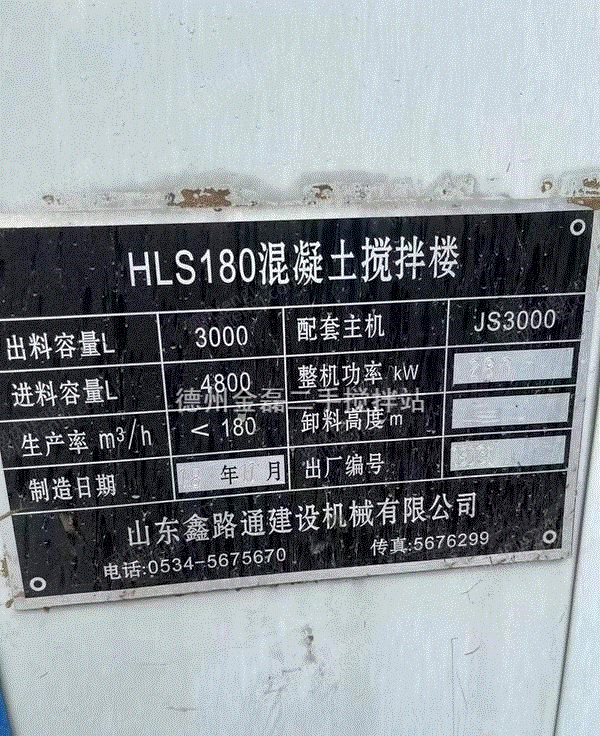 HLS180混凝土搅拌楼
出料容量L 3000 配套主机 JS3000
进料容量L 4800 整机功率 kW
德州金磊二手搅拌站
生产率 m³/h <180 卸料高度 m
制造日期 年 月 出厂编号
山东鑫路通建设机械有限公司
电话:0534-5675670 传真:5676299